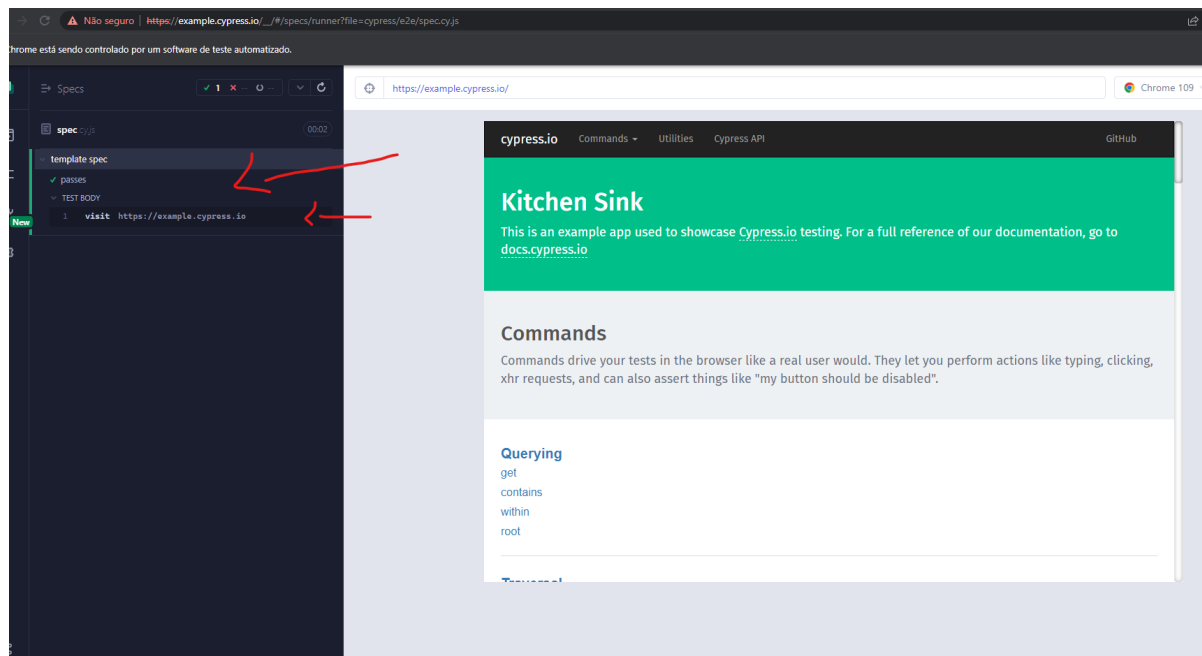 Não seguro | https://example.cypress.io/__/#/specs/runner?file=cypress/e2e/spec.cy.js
Chrome está sendo controlado por um software de teste automatizado.
Specs
1 -- --
https://example.cypress.io/
Chrome 109
spec.cy.js
00:02
template spec
passes
TEST BODY
1 visit https://example.cypress.io
New
cypress.io Commands Utilities Cypress API GitHub
Kitchen Sink
This is an example app used to showcase Cypress.io testing. For a full reference of our documentation, go to
docs.cypress.io
Commands
Commands drive your tests in the browser like a real user would. They let you perform actions like typing, clicking,
xhr requests, and can also assert things like "my button should be disabled".
Querying
get
contains
within
root
Traversal